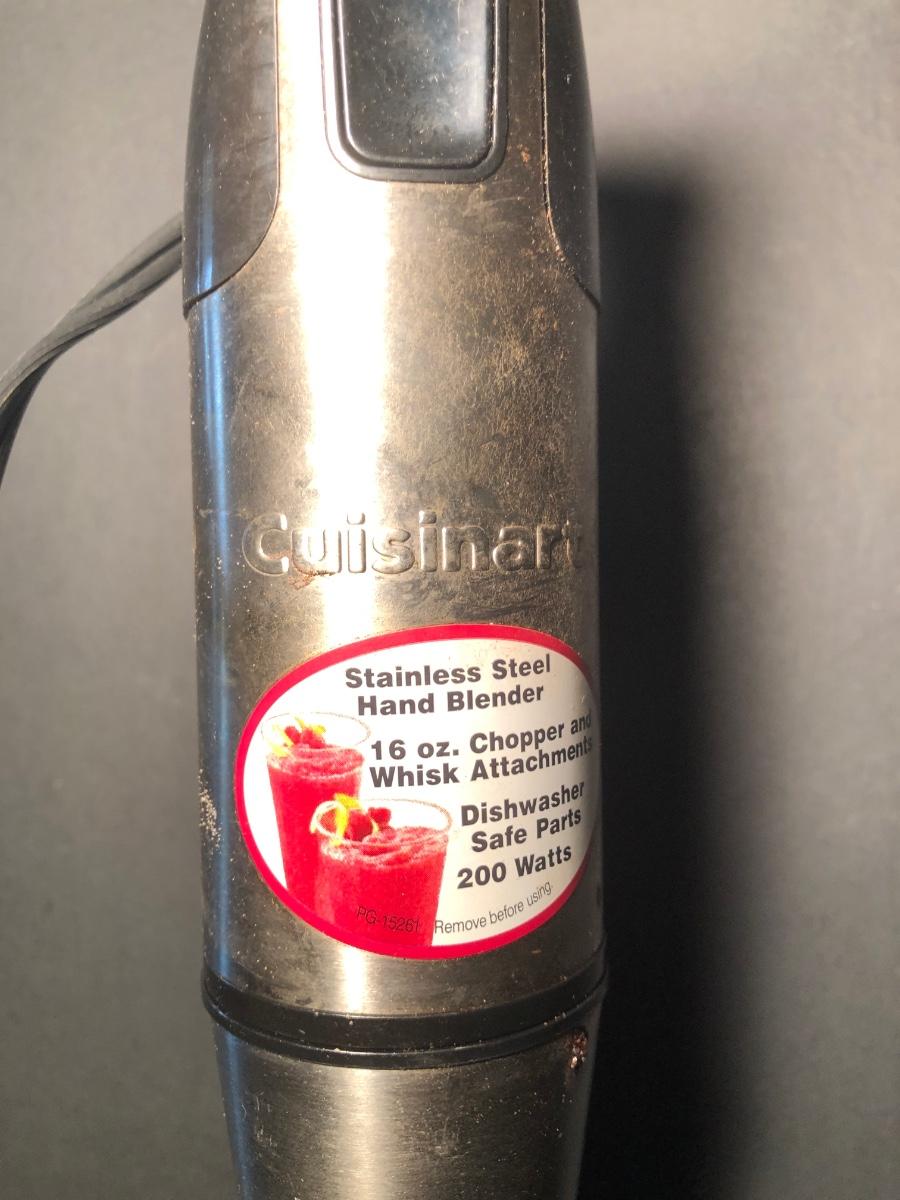 Cuisinart
Stainless Steel
Hand Blender
16 oz. Chopper and
Whisk Attachments
Dishwasher
Safe Parts
200 Watts
PG-15261 Remove before using.